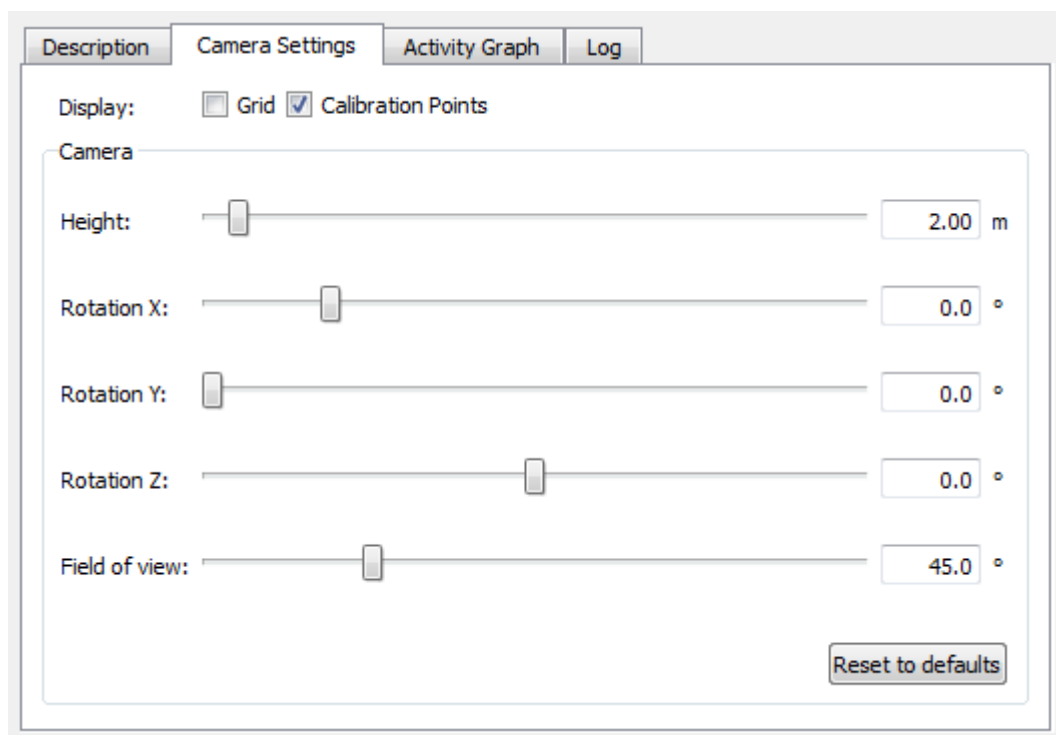 Description Camera Settings Activity Graph Log
Display: Grid Calibration Points
Camera
Height: 2.00 m
Rotation X: 0.0 °
Rotation Y: 0.0 °
Rotation Z: 0.0 °
Field of view: 45.0 °
Reset to defaults